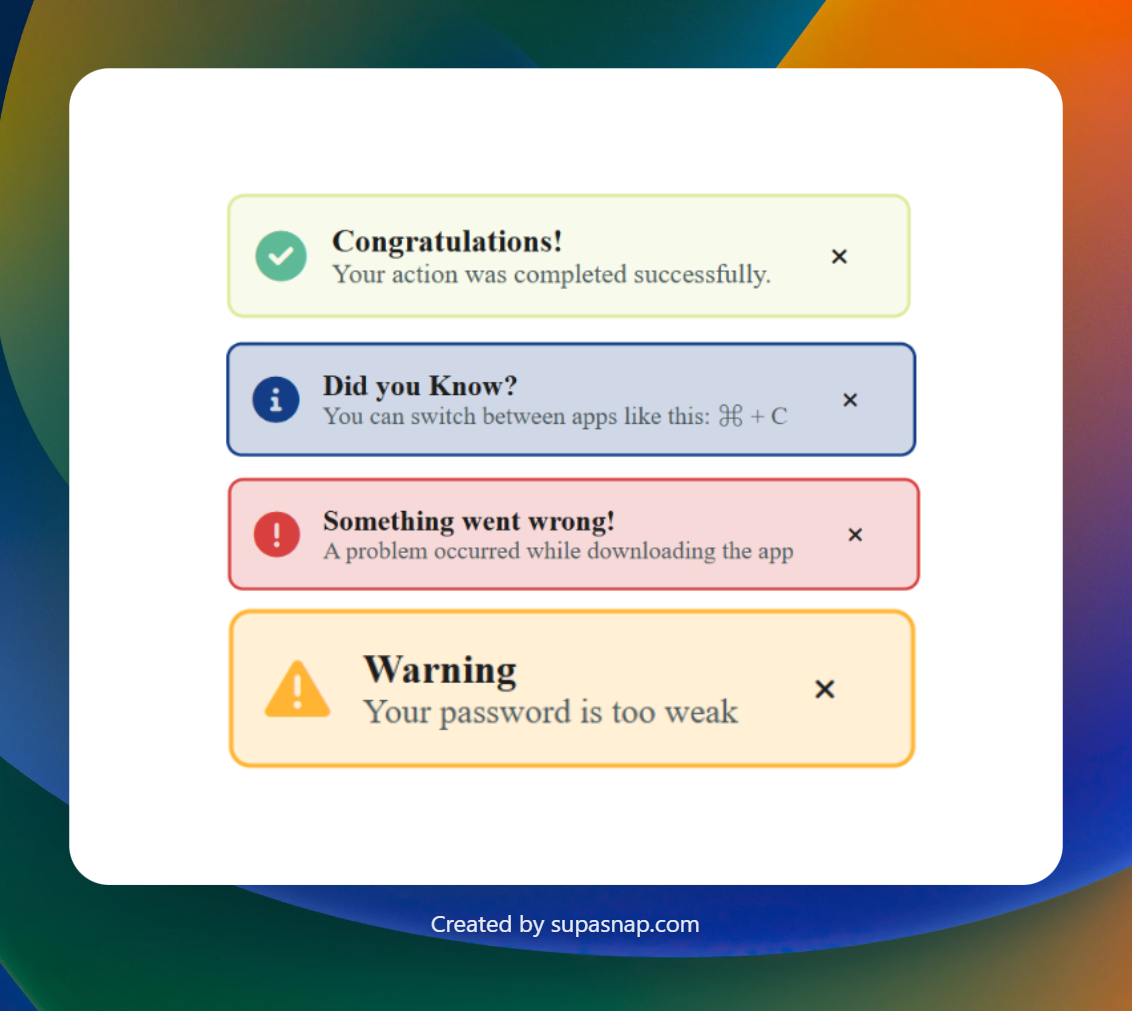 Congratulations!
Your action was completed successfully.
Did you Know?
You can switch between apps like this: ⌘ + C
Something went wrong!
A problem occurred while downloading the app
Warning
Your password is too weak
Created by supasnap.com